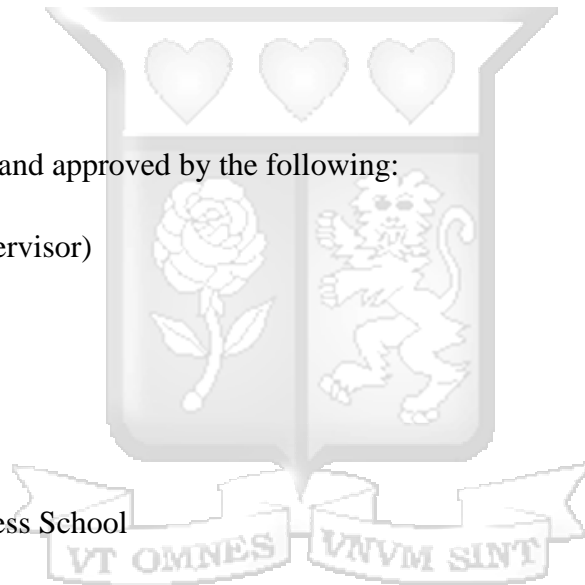 and approved by the following:
ervisor)
ess School
VT OMNES VNVM SINT